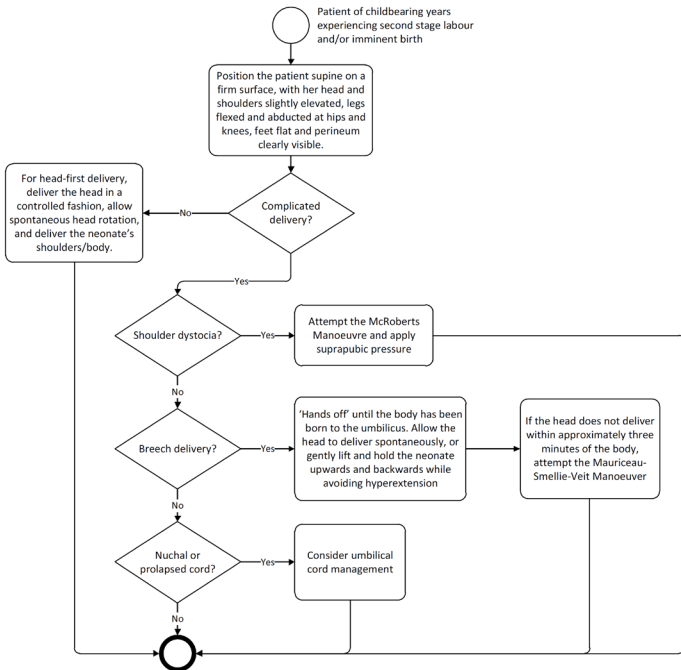 Patient of childbearing years
experiencing second stage labour
and/or imminent birth
Position the patient supine on a
firm surface, with her head and
shoulders slightly elevated, legs
flexed and abducted at hips and
knees, feet flat and perineum
clearly visible.
For head-first delivery,
deliver the head in a
controlled fashion, allow
spontaneous head rotation,
and deliver the neonate's
shoulders/body.
No
Complicated
delivery?
Yes
Shoulder dystocia?
Yes
Attempt the McRoberts
Manoeuvre and apply
suprapubic pressure
No
Breech delivery?
Yes
'Hands off' until the body has been
born to the umbilicus. Allow the
head to deliver spontaneously, or
gently lift and hold the neonate
upwards and backwards while
avoiding hyperextension
If the head does not deliver
within approximately three
minutes of the body,
attempt the Mauriceau-
Smellie-Veit Manoeuver
No
Nuchal or
prolapsed cord?
Yes
Consider umbilical
cord management
No